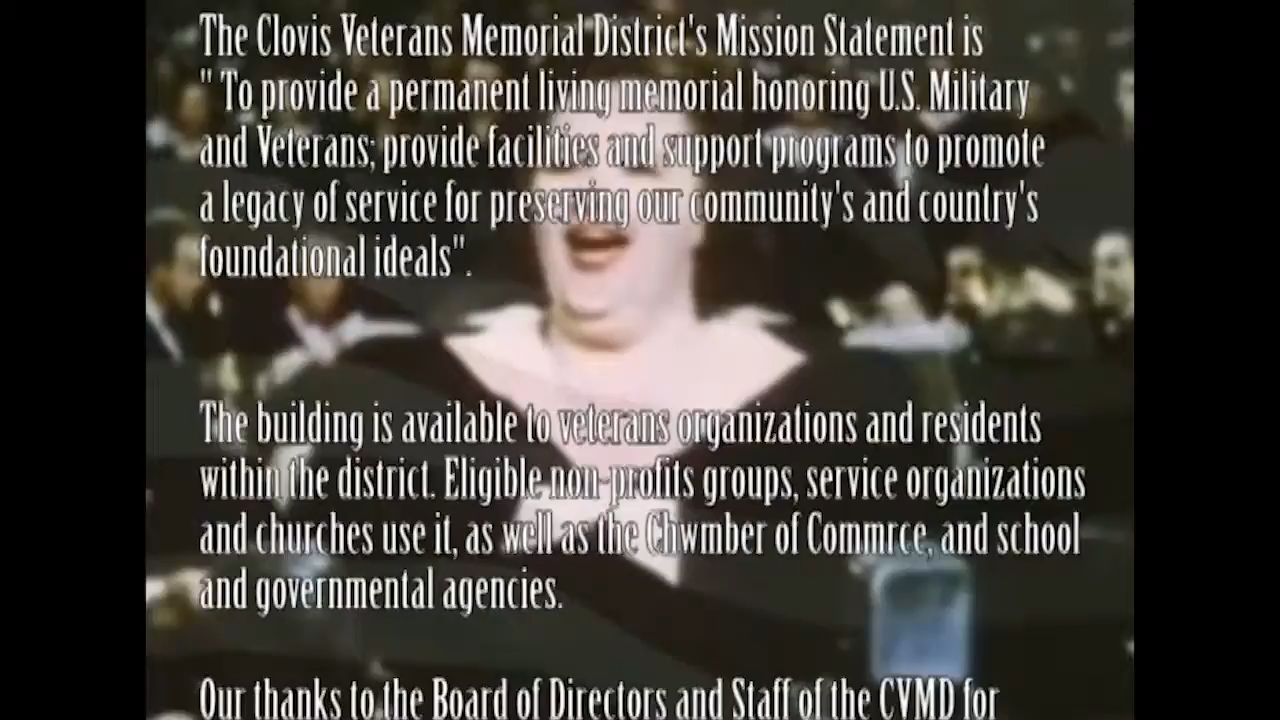 The Clovis Veterans Memorial District's Mission Statement is
" To provide a permanent living memorial honoring U.S. Military
and Veterans; provide facilities and support programs to promote
a legacy of service for preserving our community's and country's
foundational ideals".
The building is available to veterans organizations and residents
within the district. Eligible non-profits groups, service organizations
and churches use it, as well as the Chwmber of Commrce, and school
and governmental agencies.
Our thanks to the Board of Directors and Staff of the CVMD for